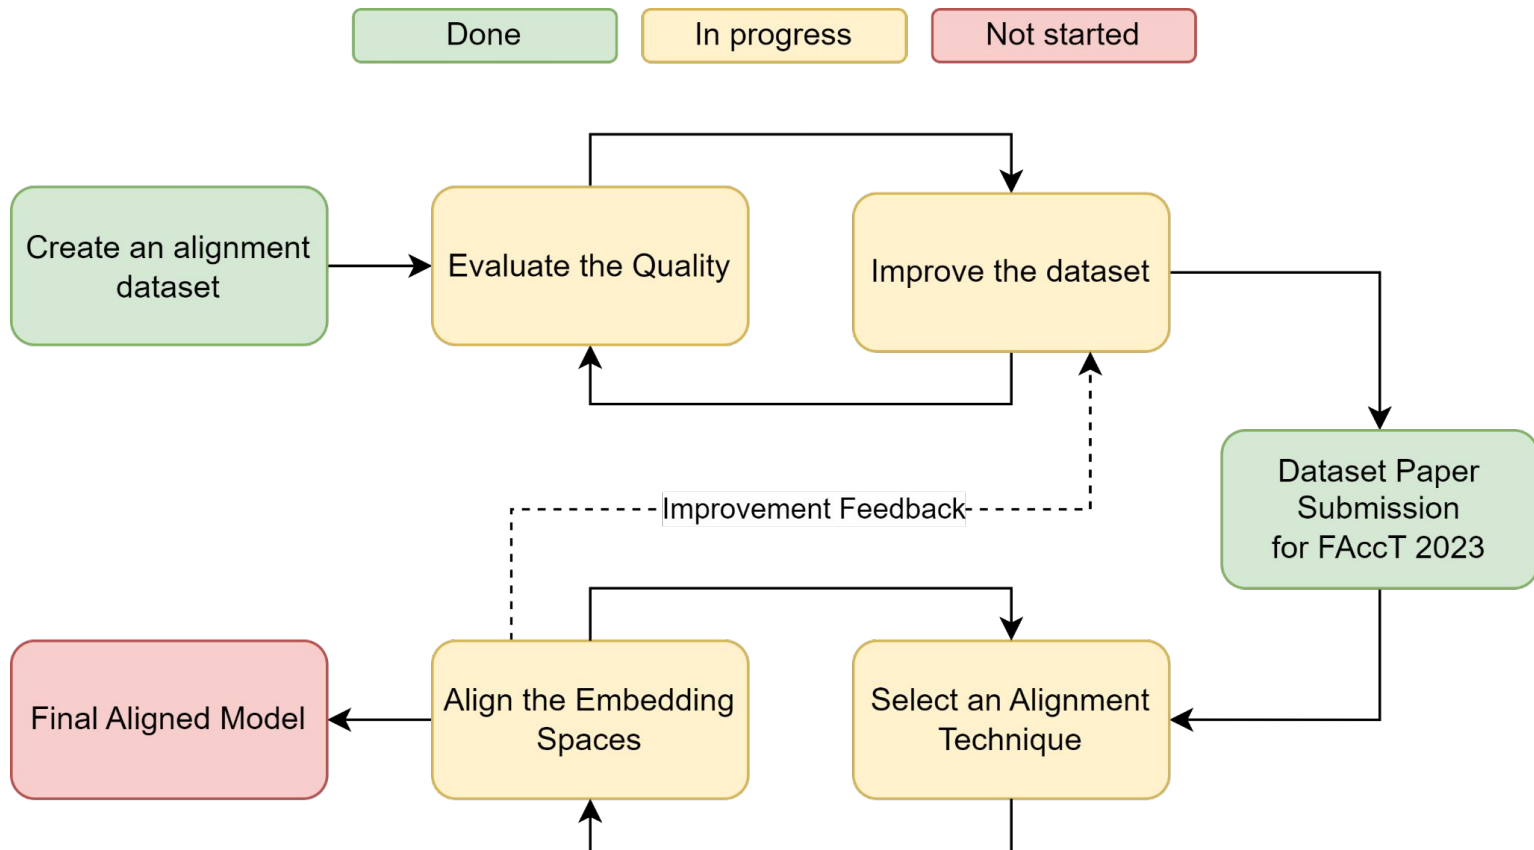 Done
In progress
Not started
Create an alignment
dataset
Evaluate the Quality
Improve the dataset
Improvement Feedback
Dataset Paper
Submission
for FAccT 2023
Final Aligned Model
Align the Embedding
Spaces
Select an Alignment
Technique